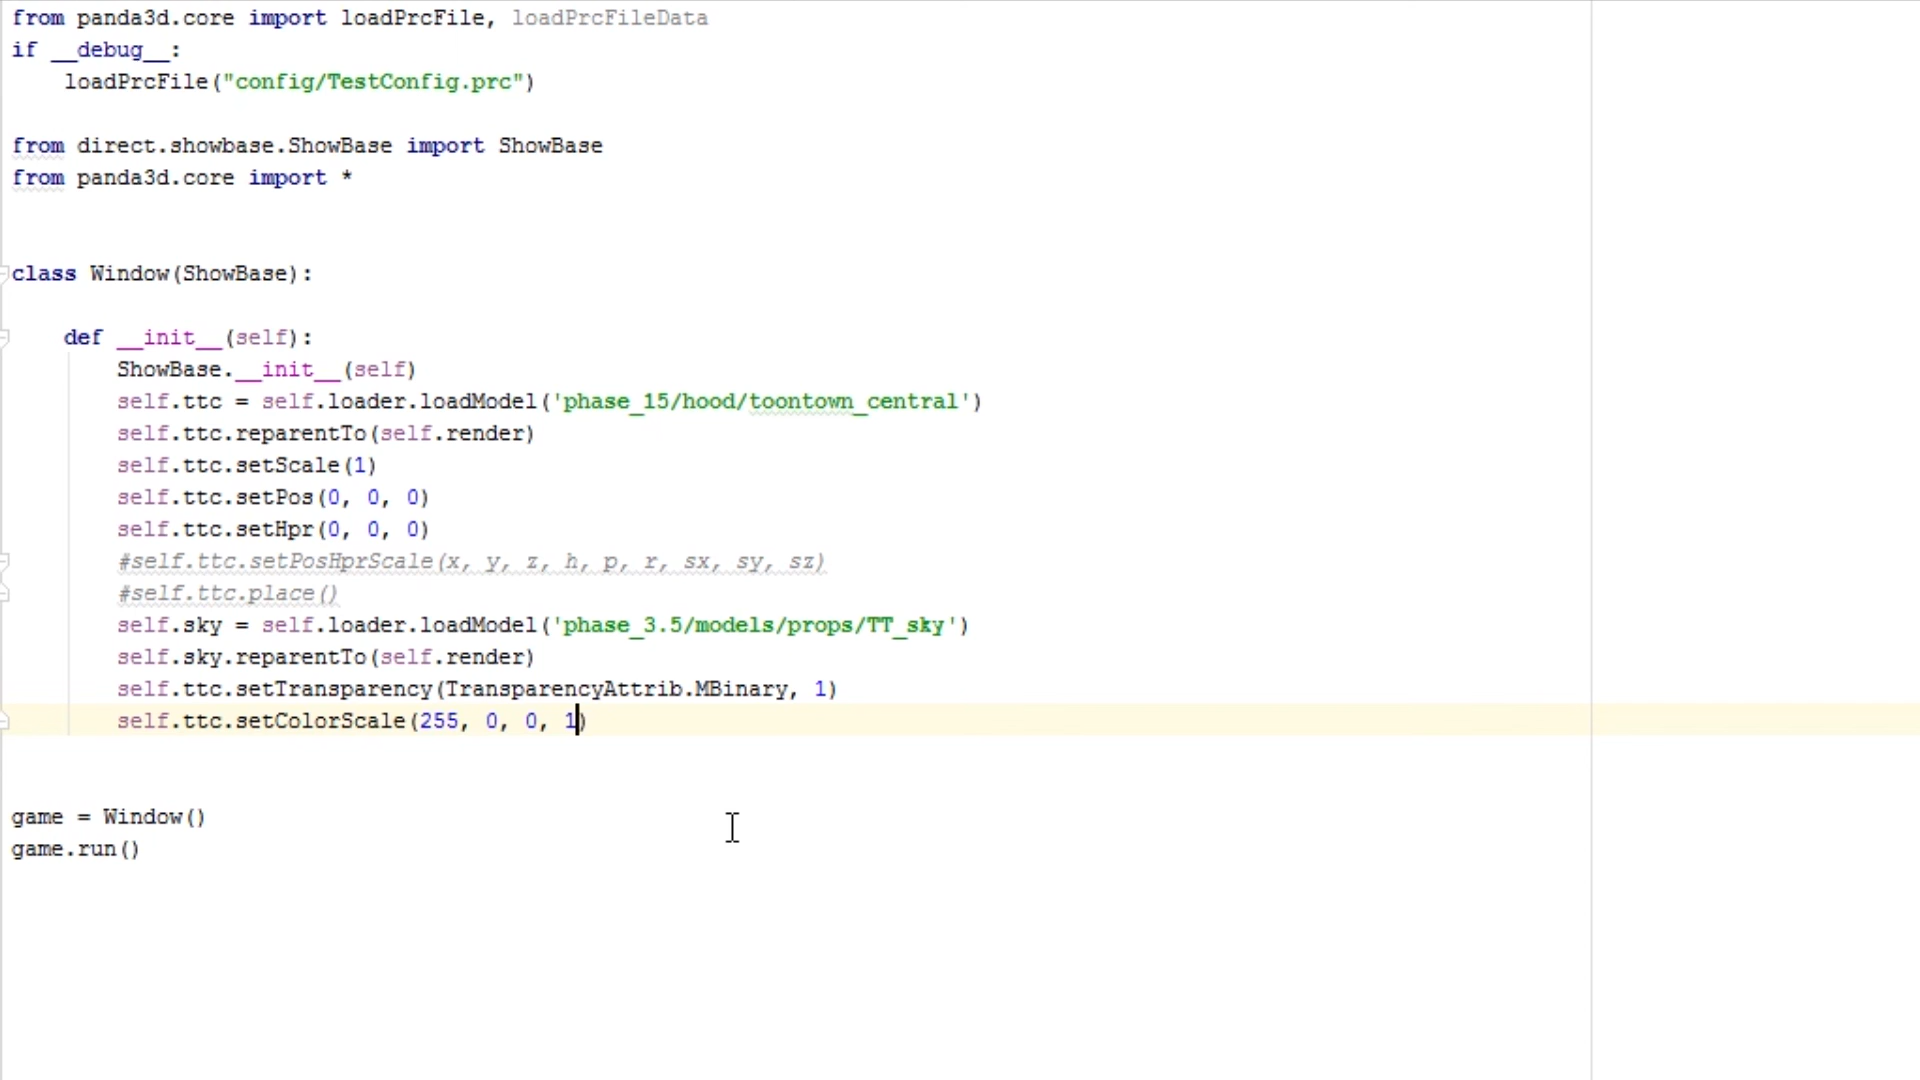 from panda3d.core import loadPrcFile, loadPrcFileData
if __debug__:
    loadPrcFile("config/TestConfig.prc")
from direct.showbase.ShowBase import ShowBase
from panda3d.core import *
class Window(ShowBase):
    def __init__(self):
        ShowBase.__init__(self)
        self.ttc = self.loader.loadModel('phase_15/hood/toontown_central')
        self.ttc.reparentTo(self.render)
        self.ttc.setScale(1)
        self.ttc.setPos(0, 0, 0)
        self.ttc.setHpr(0, 0, 0)
        #self.ttc.setPosHprScale(x, y, z, h, p, r, sx, sy, sz)
        #self.ttc.place()
        self.sky = self.loader.loadModel('phase_3.5/models/props/TT_sky')
        self.sky.reparentTo(self.render)
        self.ttc.setTransparency(TransparencyAttrib.MBinary, 1)
        self.ttc.setColorScale(255, 0, 0, 1)
game = Window()
game.run()